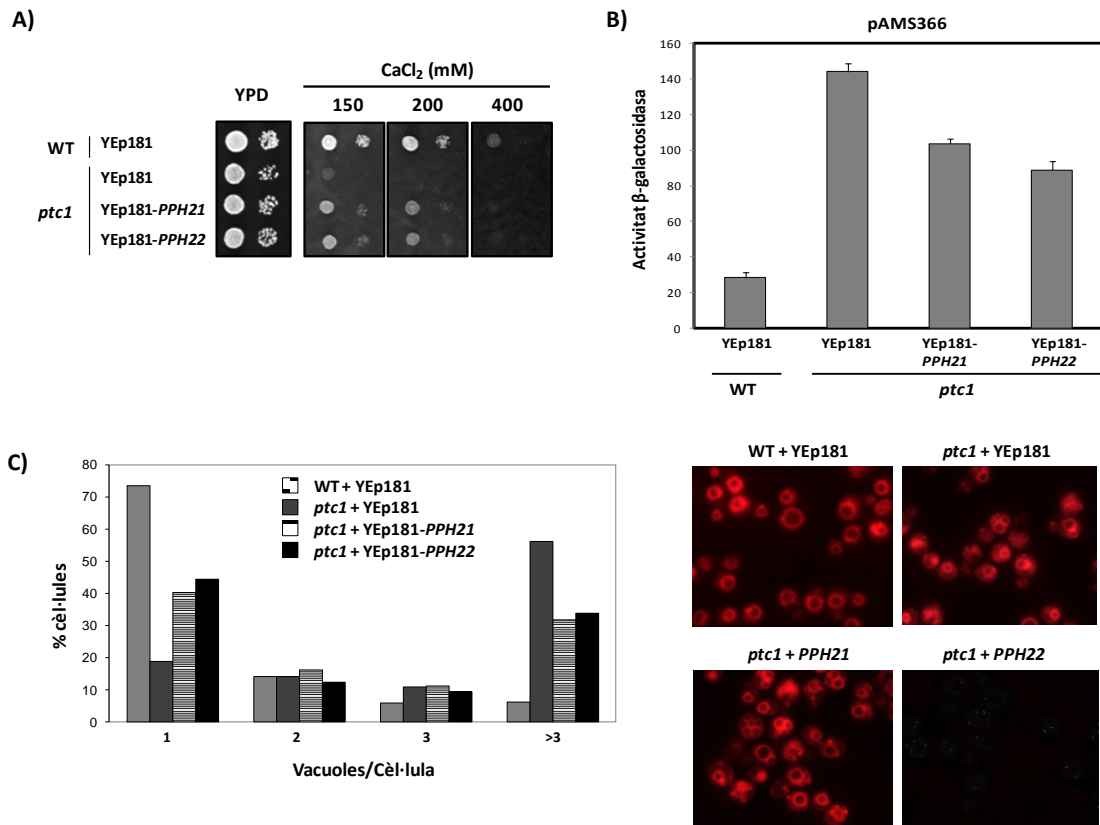 A)
CaCl₂ (mM)
YPD
150
200
400
WT
YEp181
ptc1
YEp181
YEp181-PPH21
YEp181-PPH22
B)
pAMS366
Activitat β-galactosidasa
160
140
120
100
80
60
40
20
0
YEp181
YEp181
YEp181-
PPH21
YEp181-
PPH22
WT
ptc1
C)
% cèl·lules
80
70
60
50
40
30
20
10
0
WT + YEp181
ptc1 + YEp181
ptc1 + YEp181-PPH21
ptc1 + YEp181-PPH22
1
2
3
>3
Vacuoles/Cèl·lula
WT + YEp181
ptc1 + YEp181
ptc1 + PPH21
ptc1 + PPH22